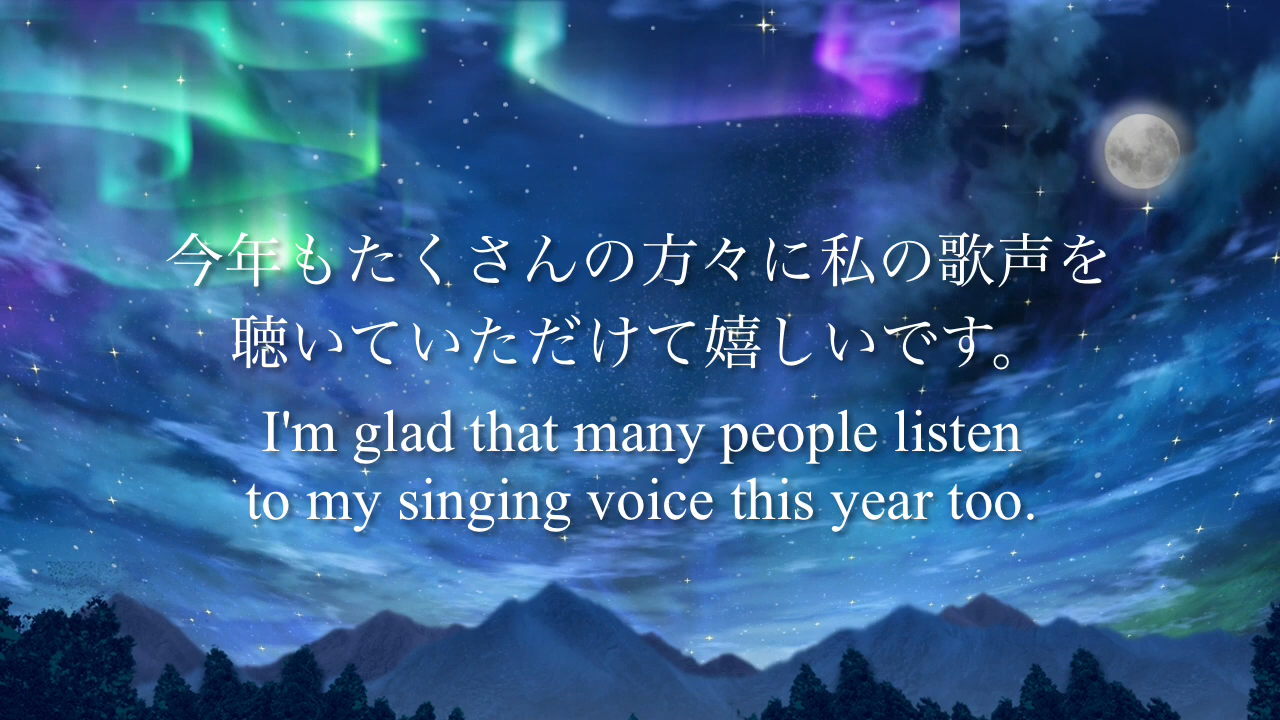 今年もたくさんの方々に私の歌声を
聴いていただけて嬉しいです。
I'm glad that many people listen
to my singing voice this year too.